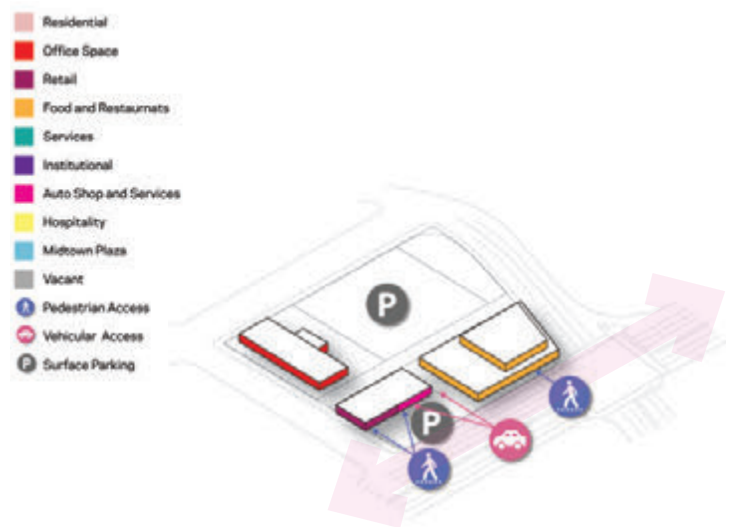 Residential
Office Space
Retail
Food and Restaurnats
Services
Institutional
Auto Shop and Services
Hospitality
Midtown Plaza
Vacant
Pedestrian Access
Vehicular Access
P Surface Parking
P
P